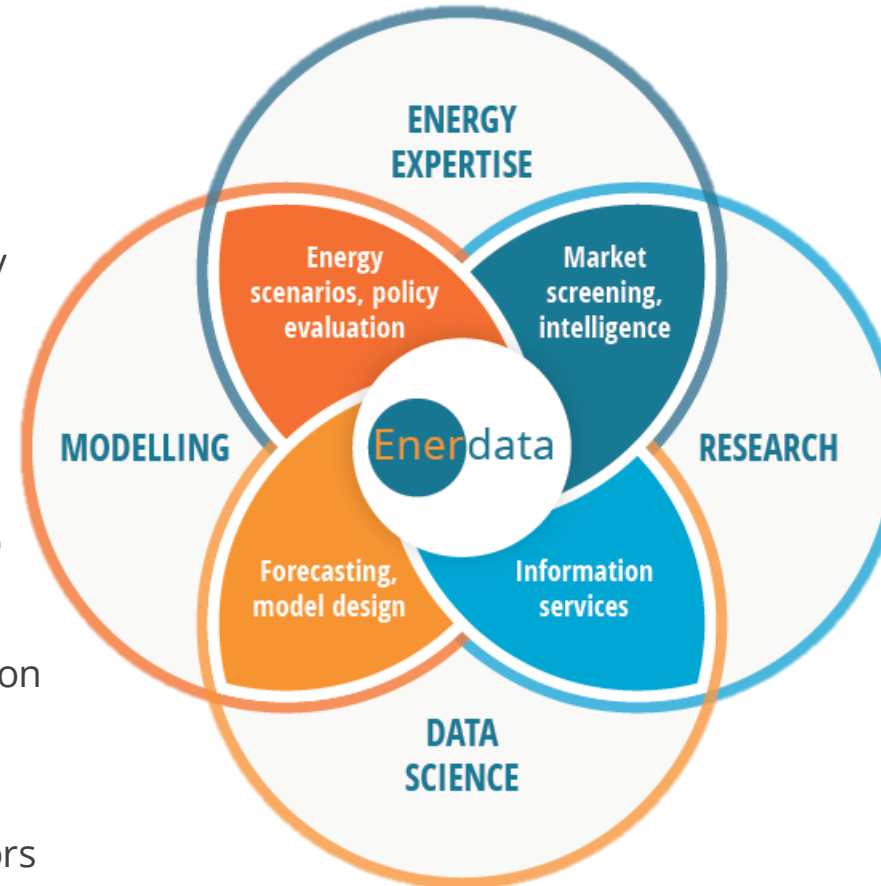 ENERGY
EXPERTISE
Energy
scenarios, policy
evaluation
Market
screening,
intelligence
MODELLING
Enerdata
RESEARCH
Forecasting,
model design
Information
services
on
DATA
SCIENCE
ors